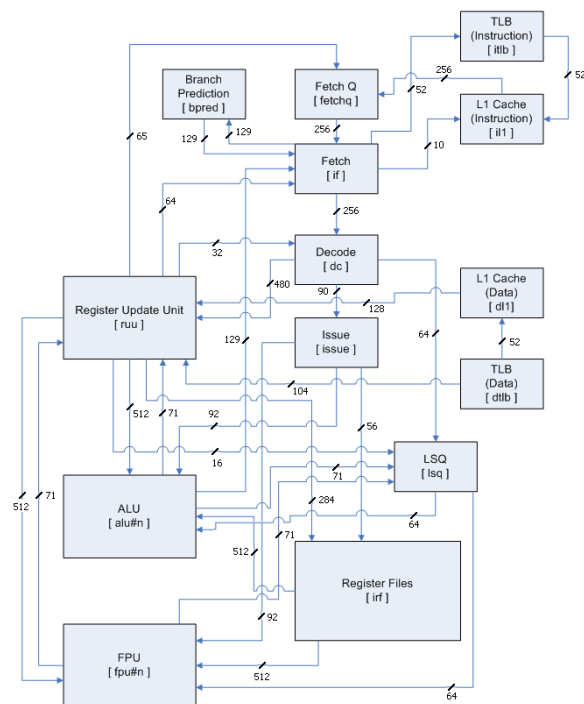 TLB
(Instruction)
[ itlb ]
Branch
Prediction
[ bpred ]
Fetch Q
[ fetchq ]
256
52
52
L1 Cache
(Instruction)
[ il1 ]
65
129
129
256
10
Fetch
[ if ]
64
256
32
Decode
[ dc ]
480
90
128
L1 Cache
(Data)
[ dl1 ]
Register Update Unit
[ ruu ]
129
Issue
[ issue ]
64
52
TLB
(Data)
[ dtlb ]
104
512
71
92
56
16
LSQ
[ lsq ]
71
ALU
[ alu#n ]
512
71
284
71
64
512
Register Files
[ irf ]
92
FPU
[ fpu#n ]
512
64